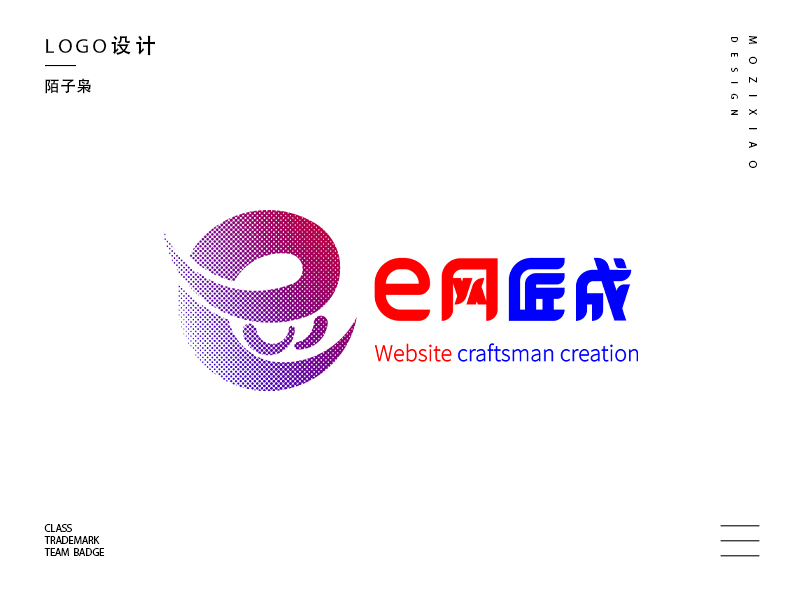 LOGO设计
陌子枭
MOZIXIAO
DESIGN
e网匠成
Website craftsman creation
CLASS
TRADEMARK
TEAM BADGE